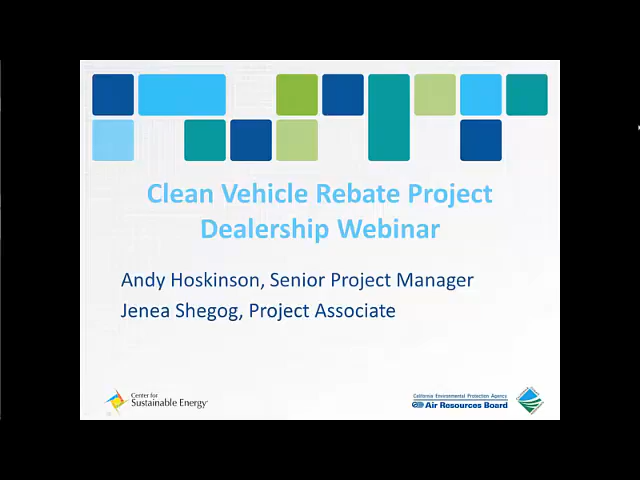 Clean Vehicle Rebate Project
Dealership Webinar
Andy Hoskinson, Senior Project Manager
Jenea Shegog, Project Associate
Center for
Sustainable Energy
California Environmental Protection Agency
Air Resources Board